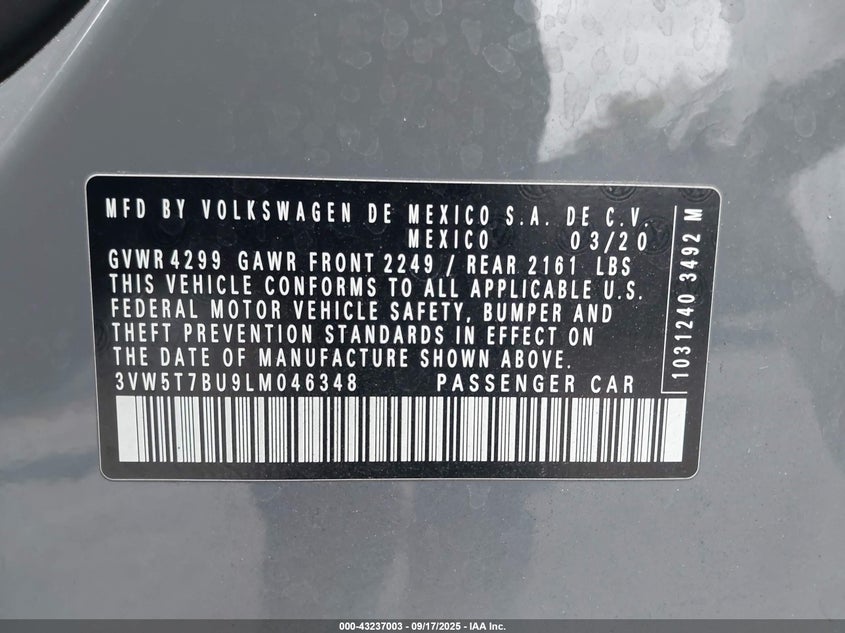 MFD BY VOLKSWAGEN DE MEXICO S.A. DE C.V.
MEXICO 03/20
GVWR 4299 GAWR FRONT 2249 / REAR 2161 LBS
THIS VEHICLE CONFORMS TO ALL APPLICABLE U.S.
FEDERAL MOTOR VEHICLE SAFETY, BUMPER AND
THEFT PREVENTION STANDARDS IN EFFECT ON
THE DATE OF MANUFACTURE SHOWN ABOVE.
3VW5T7BU9LM046348 PASSENGER CAR
1031240 3492 M
000-43237003 - 09/17/2025 - IAA Inc.